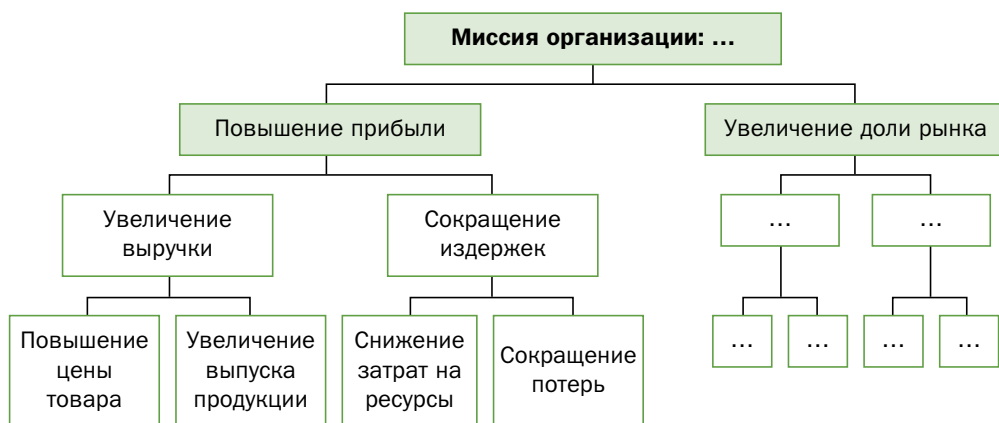 Миссия организации: ...
Повышение прибыли
Увеличение доли рынка
Увеличение
выручки
Сокращение
издержек
...
...
Повышение
цены
товара
Увеличение
выпуска
продукции
Снижение
затрат на
ресурсы
Сокращение
потерь
...
...
...
...